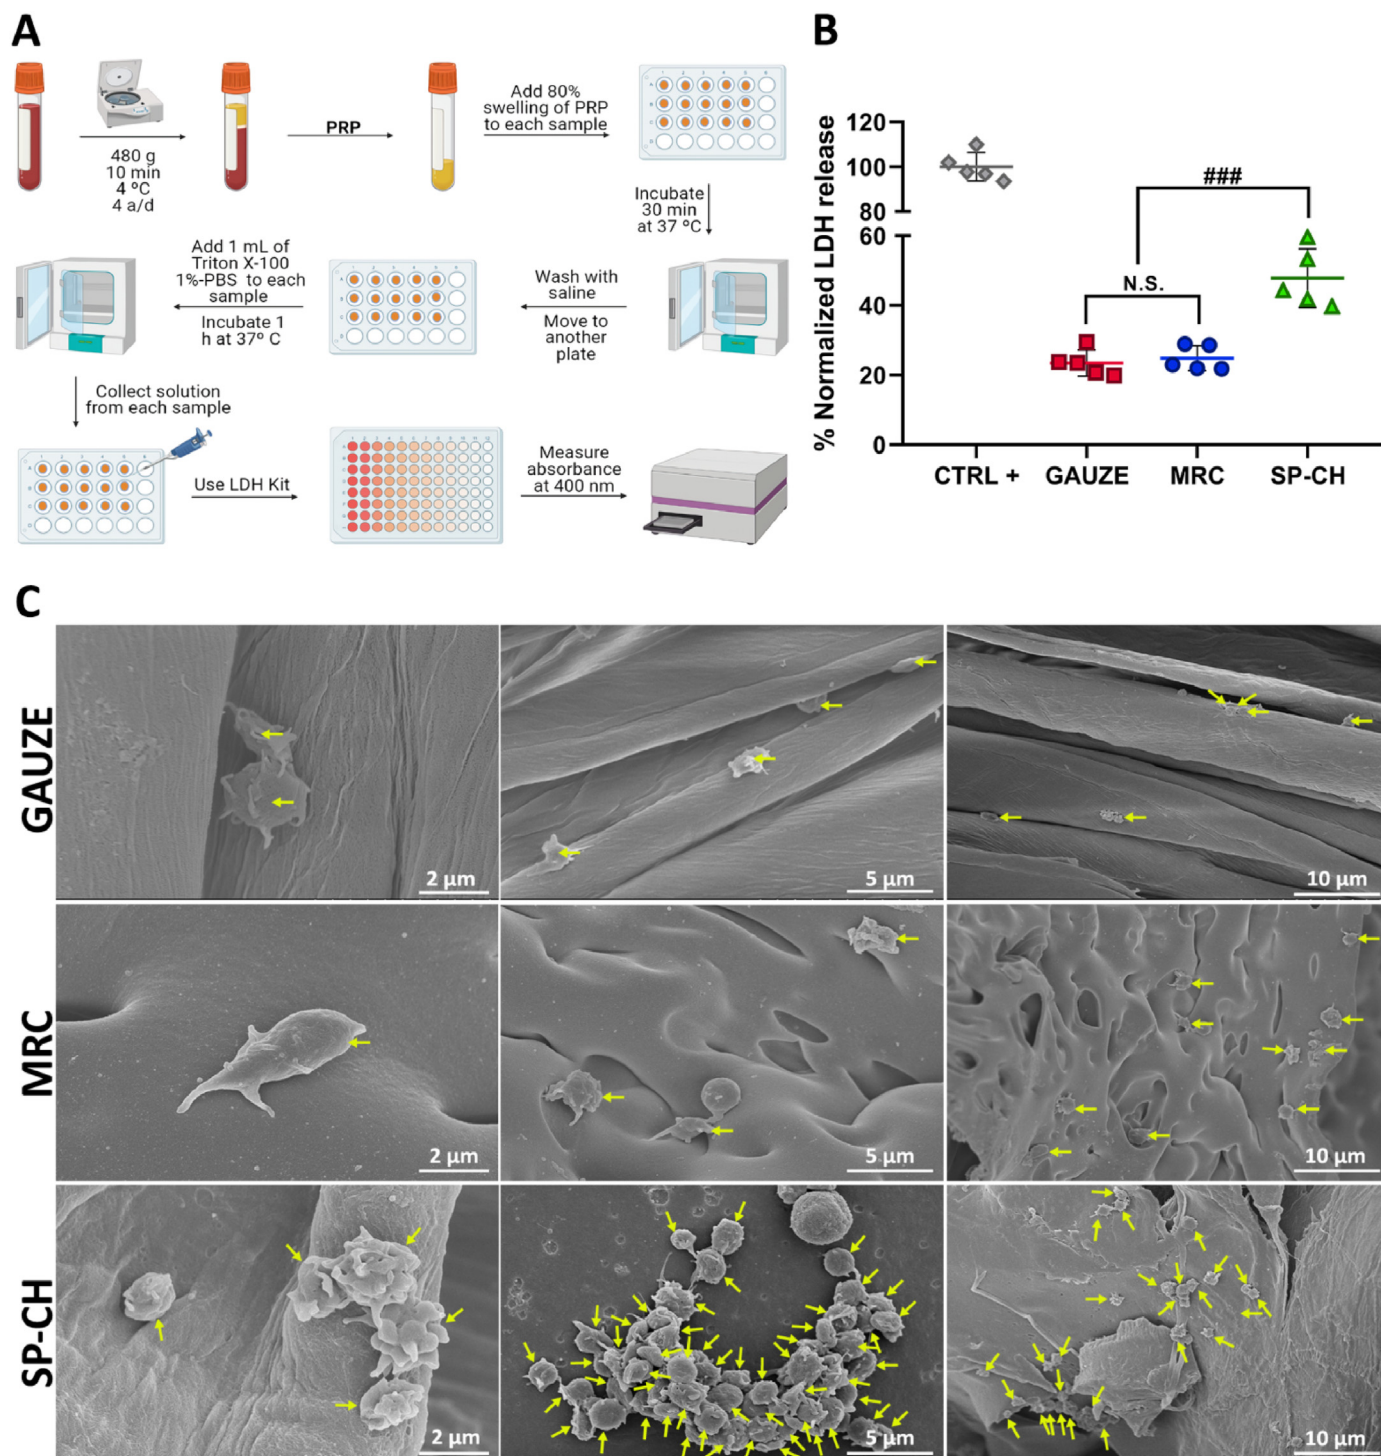 A
480 g
10 min
4 ºC
4 a/d
PRP
Add 80%
swelling of PRP
to each sample
Incubate
30 min
at 37 ºC
Wash with
saline
Move to
another
plate
Add 1 mL of
Triton X-100
1%-PBS to each
sample
Incubate 1
h at 37º C
Collect solution
from each sample
Use LDH Kit
Measure
absorbance
at 400 nm
B
% Normalized LDH release
120
100
80
60
40
20
0
###
N.S.
CTRL + GAUZE MRC SP-CH
C
GAUZE
2 µm
5 µm
10 µm
MRC
2 µm
5 µm
10 µm
SP-CH
2 µm
5 µm
10 µm